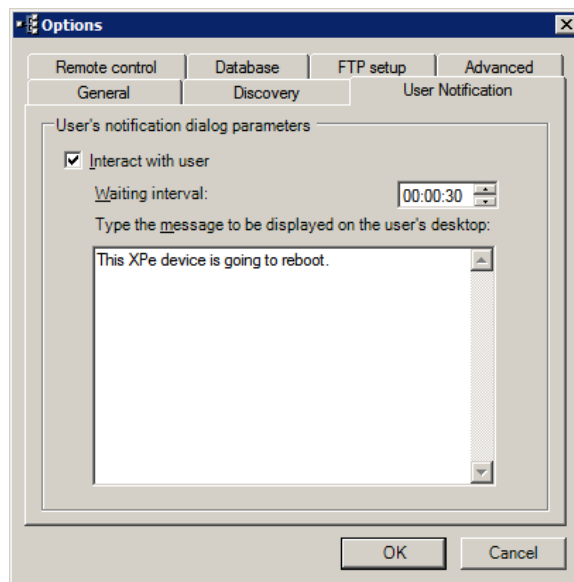 Options
Remote control Database FTP setup Advanced
General Discovery User Notification
User's notification dialog parameters
Interact with user
Waiting interval: 00:00:30
Type the message to be displayed on the user's desktop:
This XPe device is going to reboot.
OK Cancel